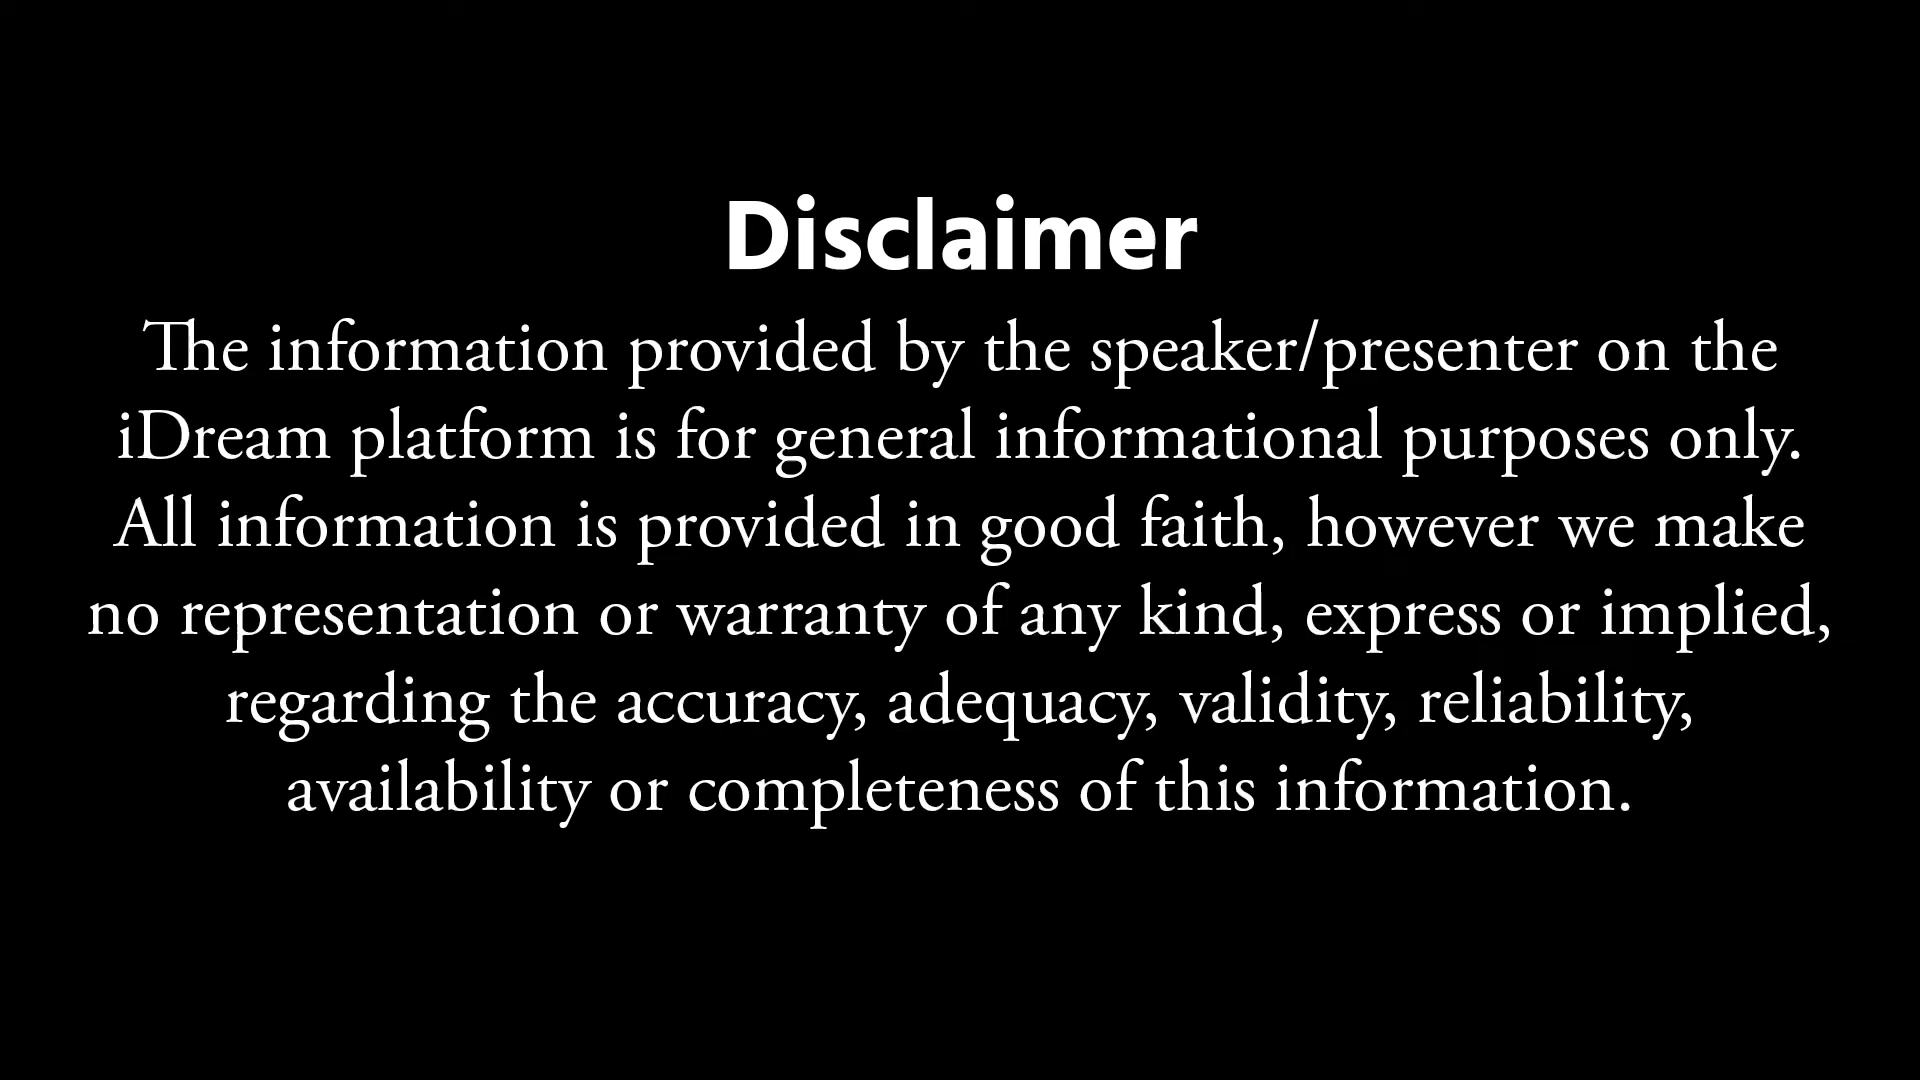 Disclaimer
The information provided by the speaker/presenter on the
iDream platform is for general informational purposes only.
All information is provided in good faith, however we make
no representation or warranty of any kind, express or implied,
regarding the accuracy, adequacy, validity, reliability,
availability or completeness of this information.